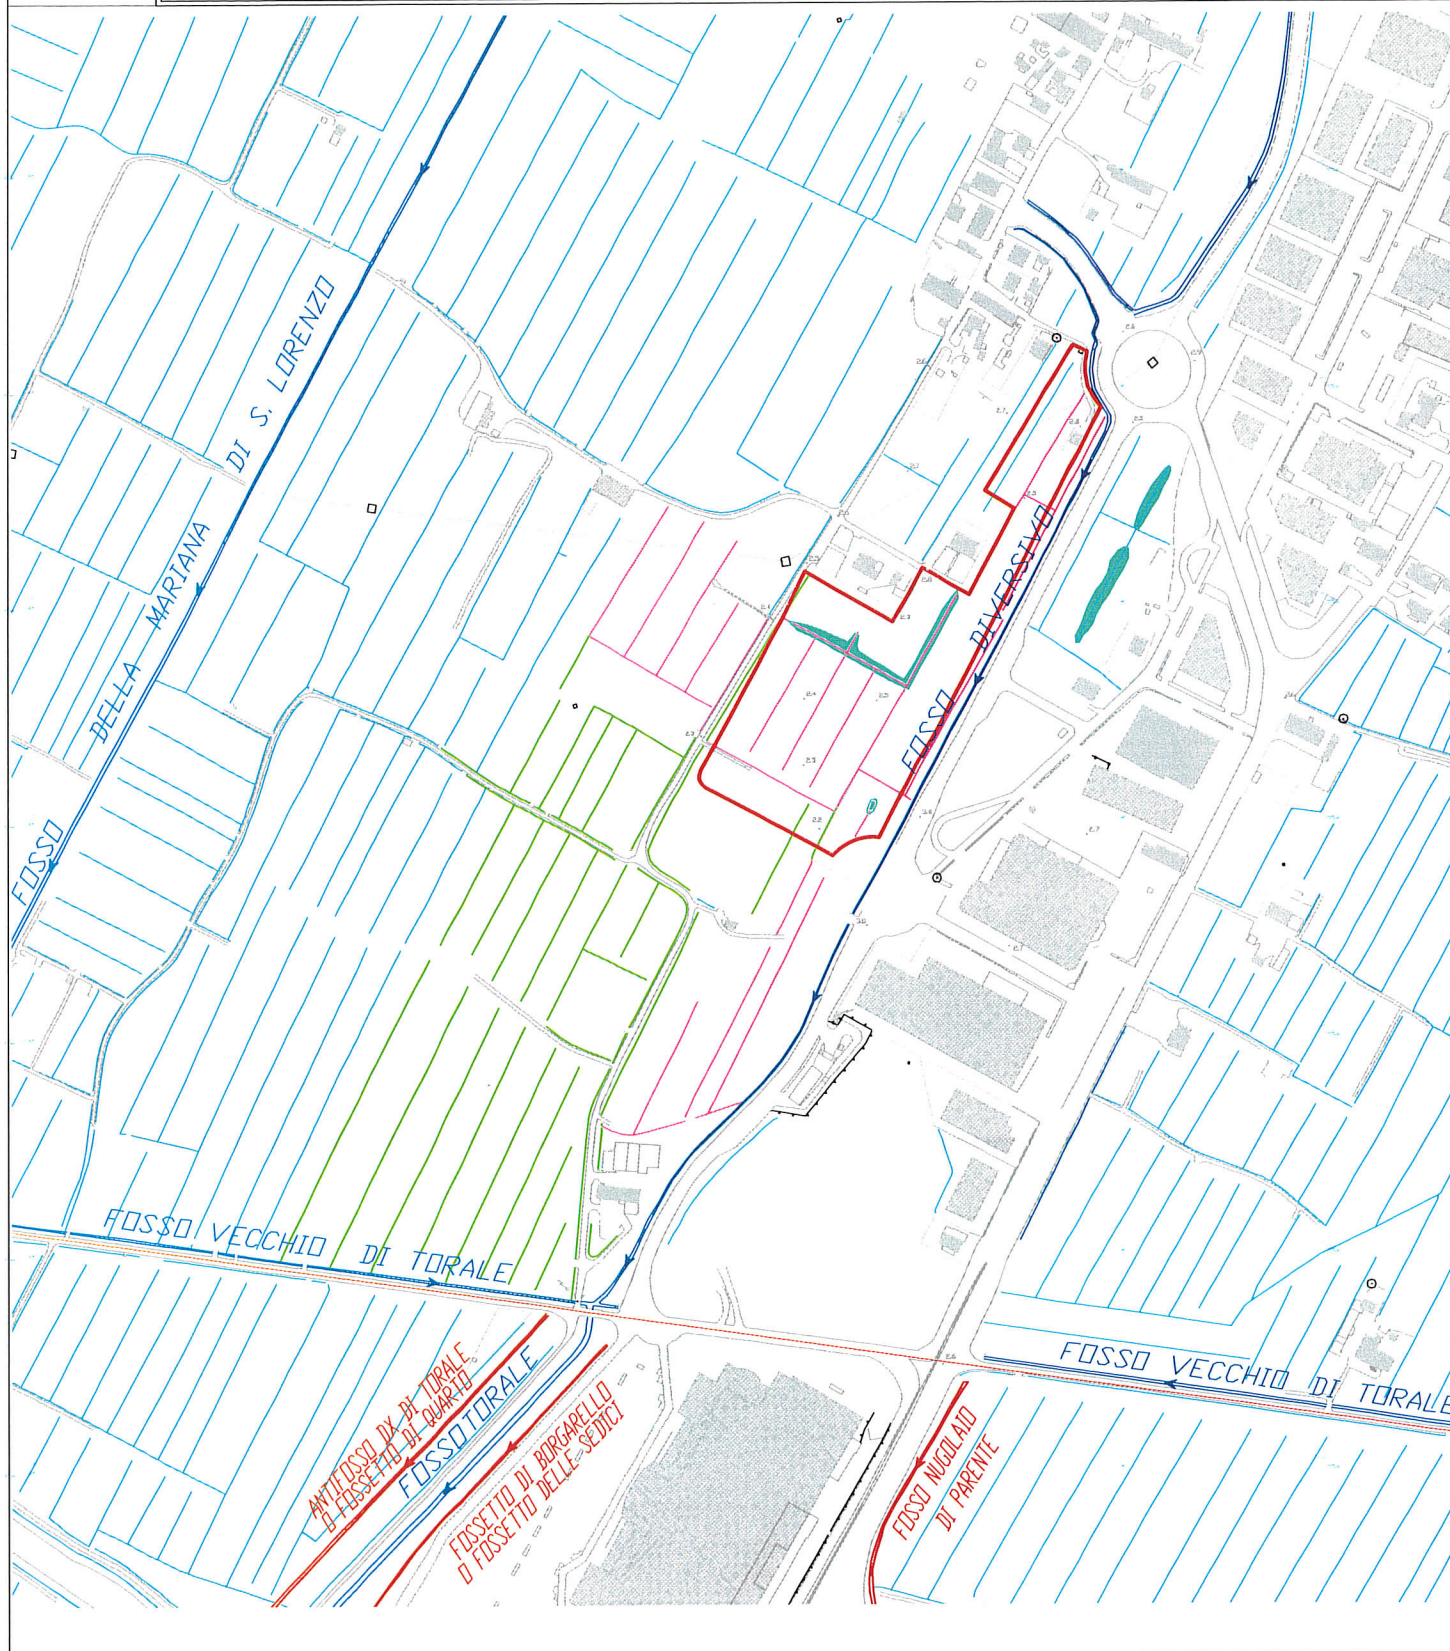 FOSSO DELLA MARIANA DI S. LORENZO
FOSSO DIVERSIVO
FOSSO VECCHIO DI TORALE
FOSSO VECCHIO DI TORALE
ANTIFOSSO DX DI TORALE
O FOSSETTO DI QUARTO
FOSSO TORALE
FOSSETTO DI BORGARELLO
O FOSSETTO DELLE SEDICI
FOSSO NUGOLAIO
DI PARENTE